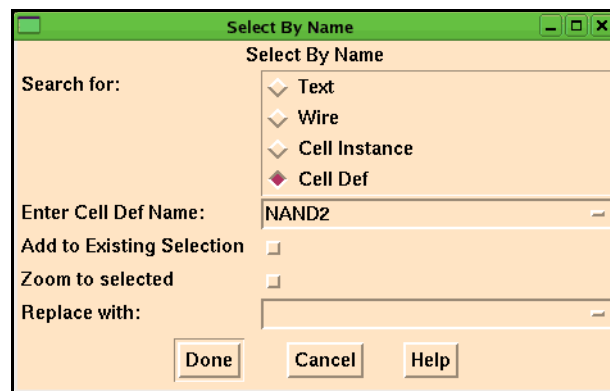 Select By Name
Select By Name
Search for:
Text
Wire
Cell Instance
Cell Def
Enter Cell Def Name: NAND2
Add to Existing Selection
Zoom to selected
Replace with:
Done Cancel Help